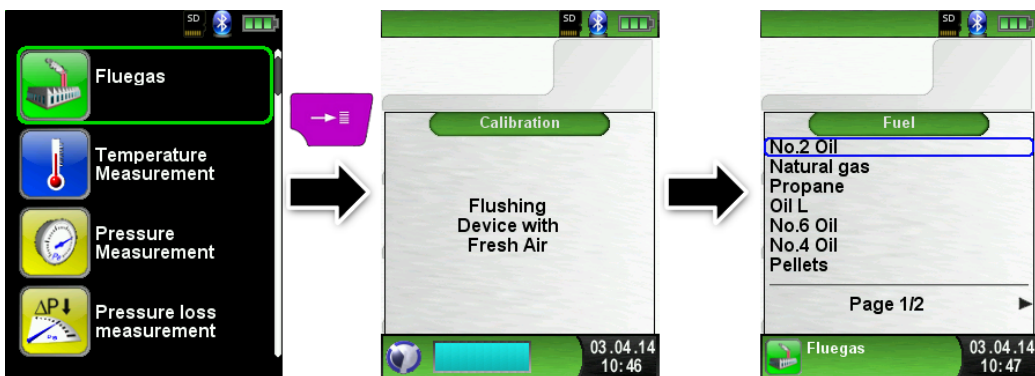 SD
Fluegas
Temperature
Measurement
Pressure
Measurement
ΔP
Pressure loss
measurement
SD
Calibration
Flushing
Device with
Fresh Air
03.04.14
10:46
SD
Fuel
No.2 Oil
Natural gas
Propane
Oil L
No.6 Oil
No.4 Oil
Pellets
Page 1/2
Fluegas
03.04.14
10:47